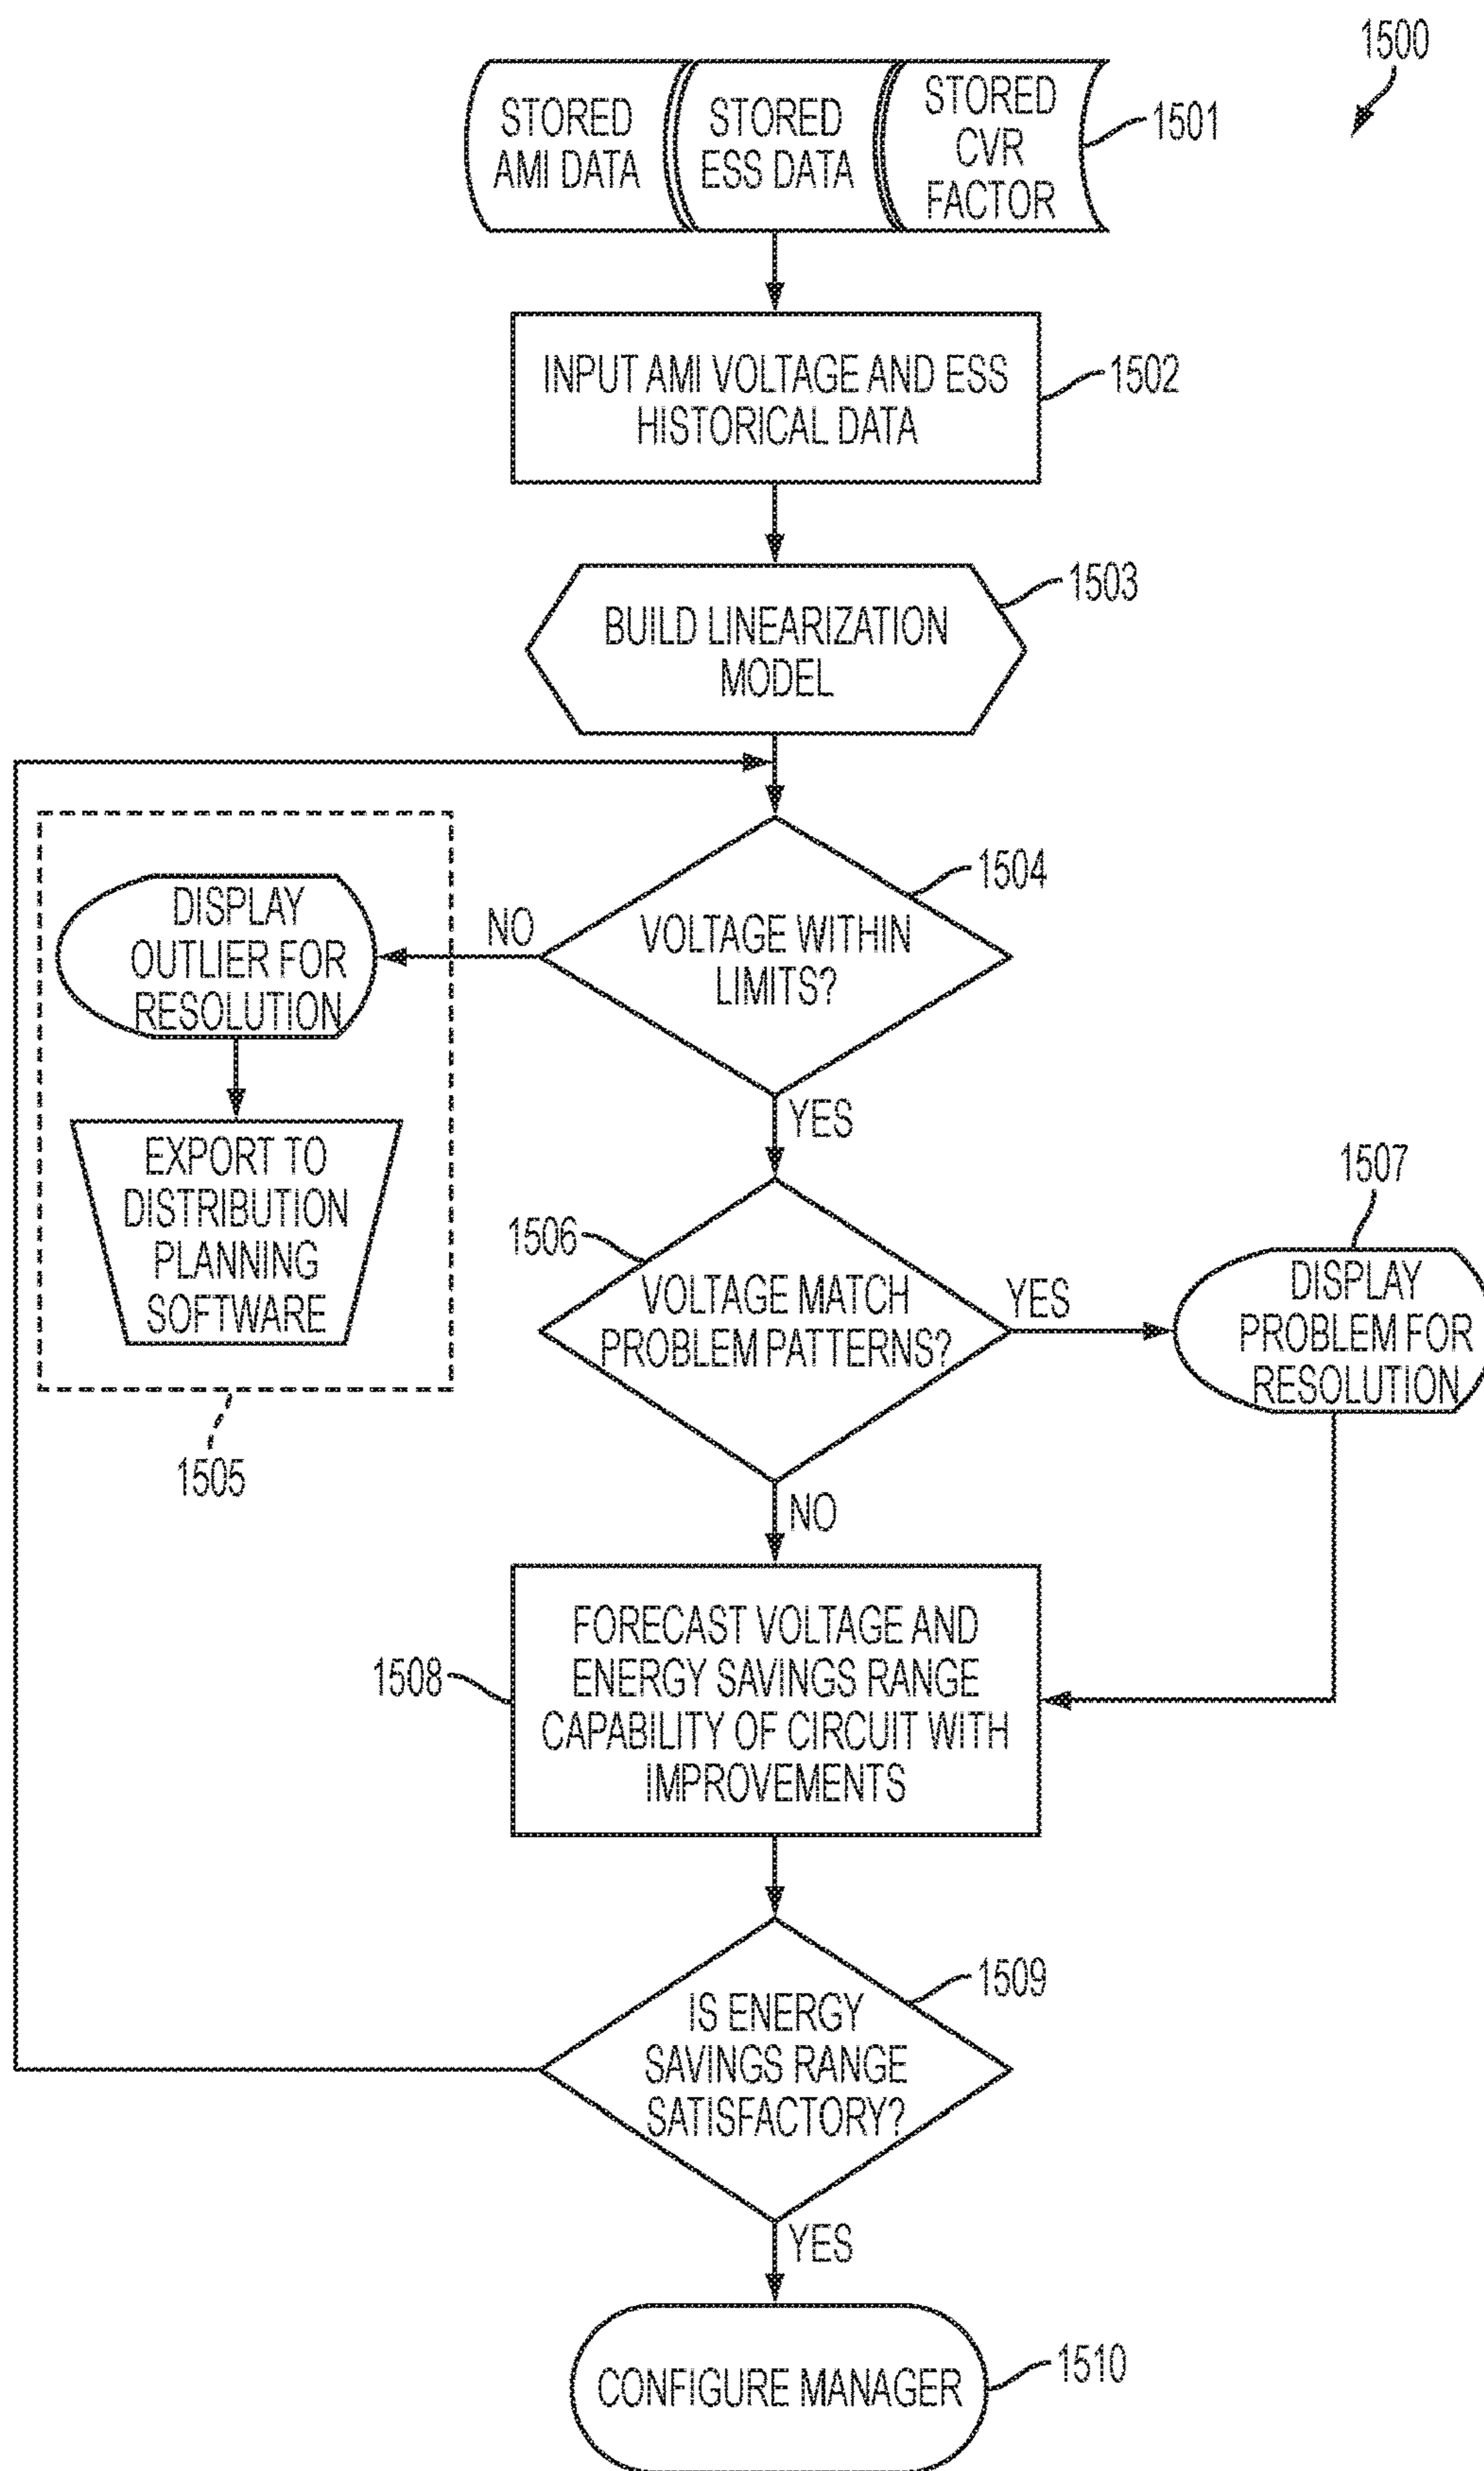 1500
STORED
AMI DATA
STORED
ESS DATA
STORED
CVR
FACTOR
1501
INPUT AMI VOLTAGE AND ESS
HISTORICAL DATA
1502
BUILD LINEARIZATION
MODEL
1503
VOLTAGE WITHIN
LIMITS?
1504
NO
DISPLAY
OUTLIER FOR
RESOLUTION
EXPORT TO
DISTRIBUTION
PLANNING
SOFTWARE
1505
YES
1506
VOLTAGE MATCH
PROBLEM PATTERNS?
YES
1507
DISPLAY
PROBLEM FOR
RESOLUTION
NO
1508
FORECAST VOLTAGE AND
ENERGY SAVINGS RANGE
CAPABILITY OF CIRCUIT WITH
IMPROVEMENTS
1509
IS ENERGY
SAVINGS RANGE
SATISFACTORY?
YES
CONFIGURE MANAGER
1510